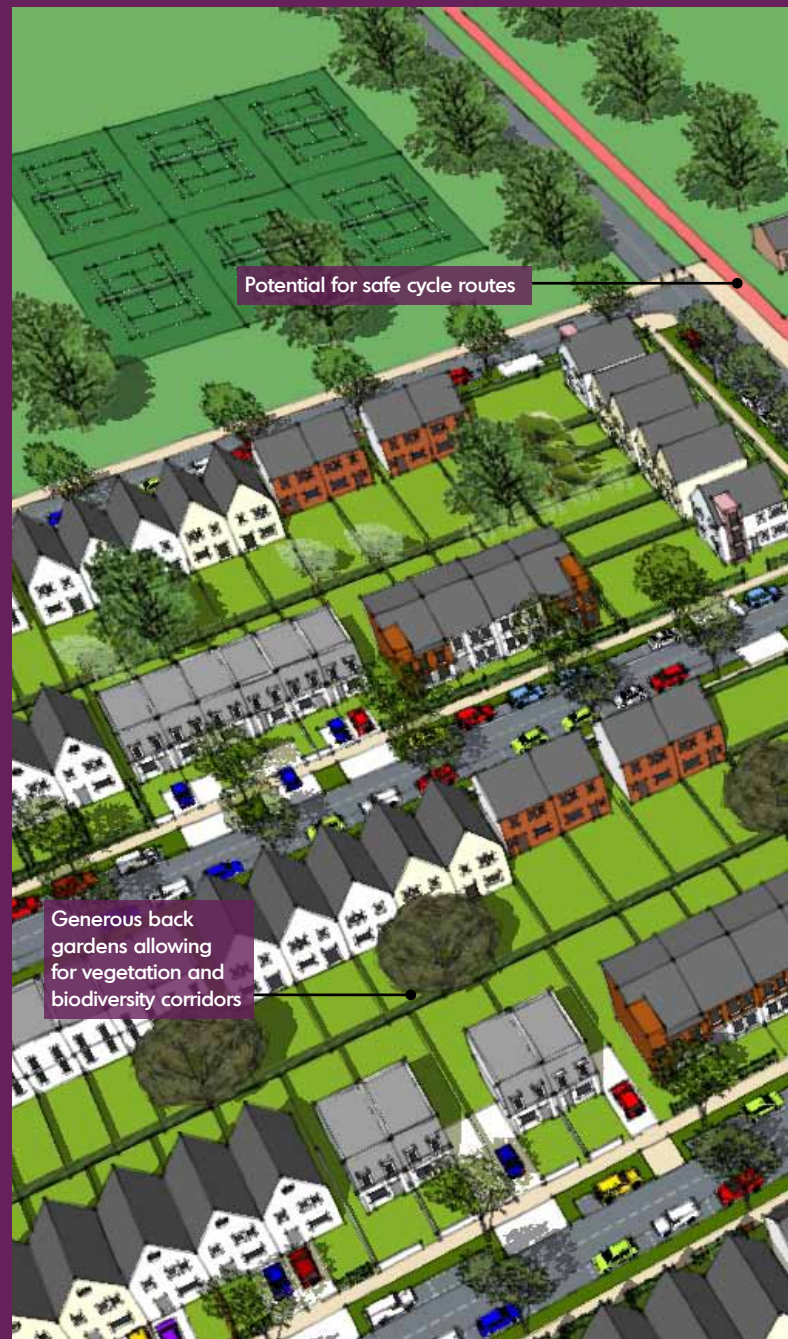 Potential for safe cycle routes
Generous back
gardens allowing
for vegetation and
biodiversity corridors